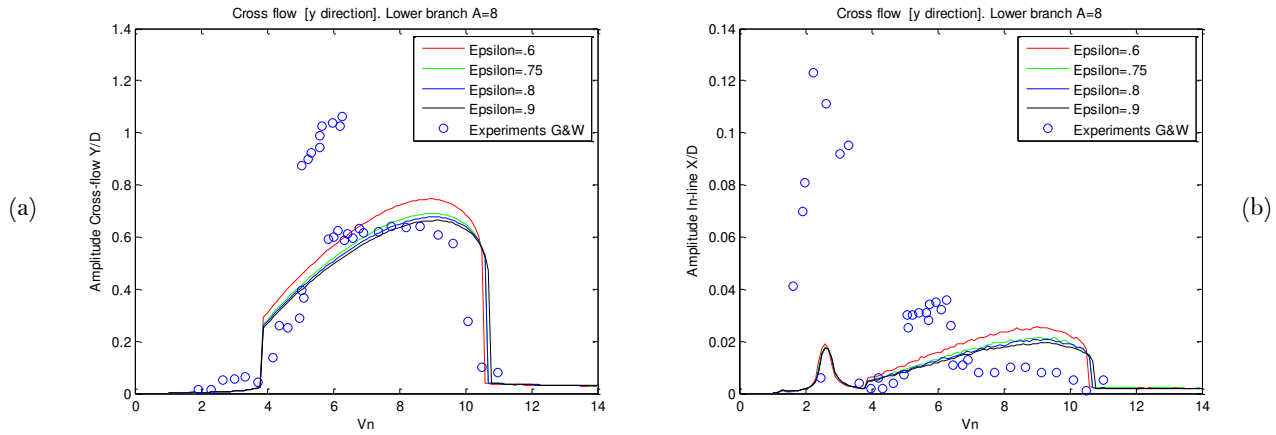 (a)
Cross flow [y direction]. Lower branch A=8
Amplitude Cross-flow Y/D
1.4
1.2
1
0.8
0.6
0.4
0.2
0
0 2 4 6 8 10 12 14
Vn
Epsilon=.6
Epsilon=.75
Epsilon=.8
Epsilon=.9
Experiments G&W
Cross flow [y direction]. Lower branch A=8
Amplitude In-line X/D
0.14
0.12
0.1
0.08
0.06
0.04
0.02
0
0 2 4 6 8 10 12 14
Vn
Epsilon=.6
Epsilon=.75
Epsilon=.8
Epsilon=.9
Experiments G&W
(b)